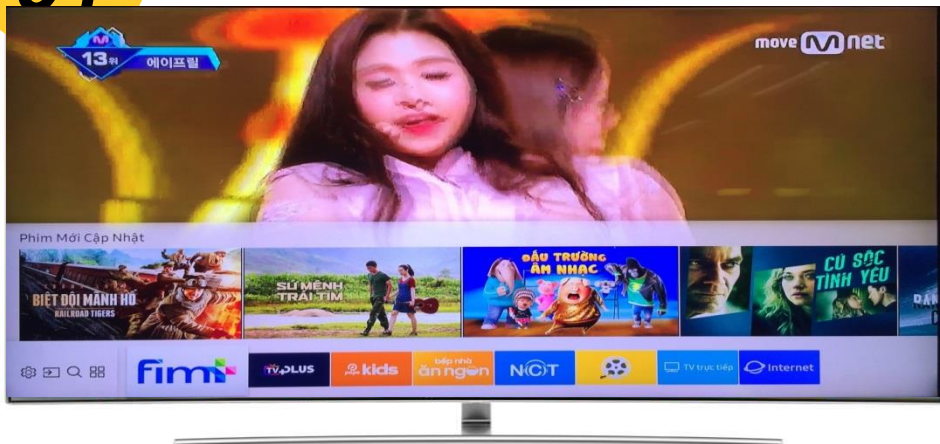 13위
에이프릴
move M net
Phim Mới Cập Nhật
BIỆT ĐỘI MÃNH HỔ
RAILROAD TIGERS
SỨ MỆNH
TRÁI TIM
ĐẤU TRƯỜNG
ÂM NHẠC
CÚ SỐC
TÌNH YÊU
fim+
TV PLUS
kids
bếp nhà
ăn ngon
N(C)T
TV trực tiếp
Internet